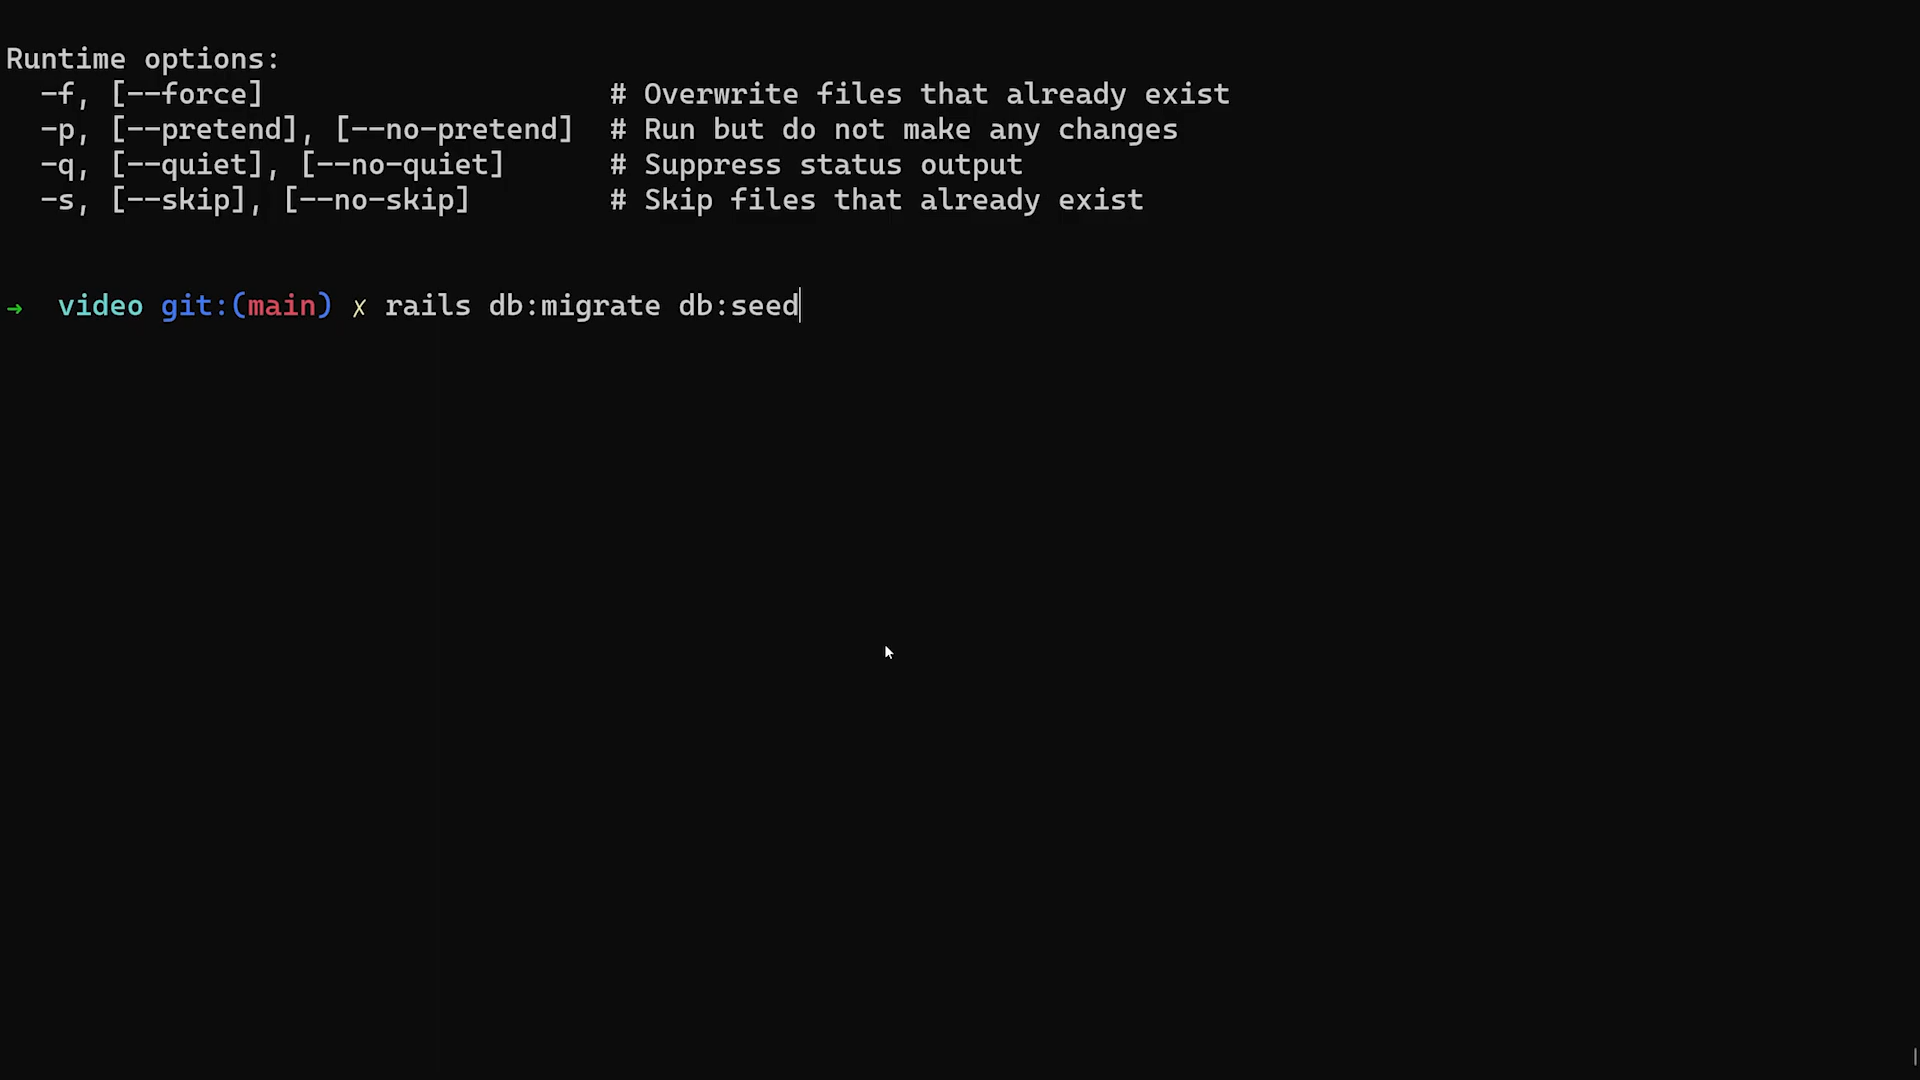 Runtime options:
  -f, [--force]                    # Overwrite files that already exist
  -p, [--pretend], [--no-pretend]  # Run but do not make any changes
  -q, [--quiet], [--no-quiet]      # Suppress status output
  -s, [--skip], [--no-skip]        # Skip files that already exist
→  video git:(main) ✗ rails db:migrate db:seed